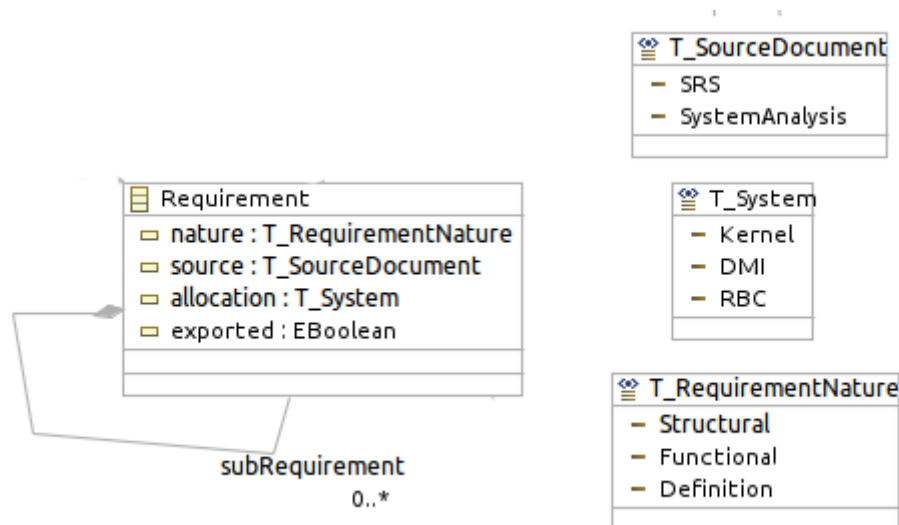 T_SourceDocument
SRS
SystemAnalysis
Requirement
nature : T_RequirementNature
source : T_SourceDocument
allocation : T_System
exported : EBoolean
T_System
Kernel
DMI
RBC
T_RequirementNature
Structural
Functional
Definition
subRequirement
0..*